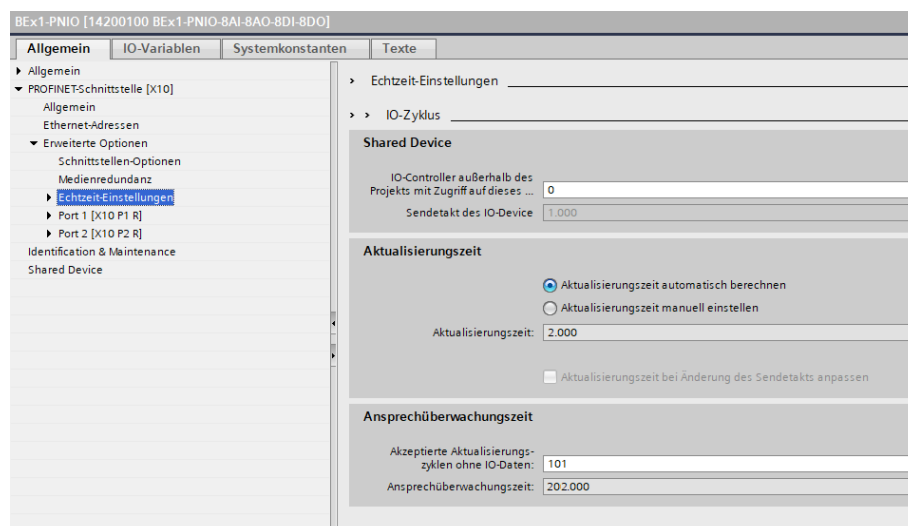 BEx1-PNIO [14200100 BEx1-PNIO-8AI-8AO-8DI-8DO]
Allgemein IO-Variablen Systemkonstanten Texte
Allgemein
PROFINET-Schnittstelle [X10]
Allgemein
Ethernet-Adressen
Erweiterte Optionen
Schnittstellen-Optionen
Medienredundanz
Echtzeit-Einstellungen
Port 1 [X10 P1 R]
Port 2 [X10 P2 R]
Identification & Maintenance
Shared Device
Echtzeit-Einstellungen
IO-Zyklus
Shared Device
IO-Controller außerhalb des
Projekts mit Zugriff auf dieses ... 0
Sendetakt des IO-Device 1.000
Aktualisierungszeit
Aktualisierungszeit automatisch berechnen
Aktualisierungszeit manuell einstellen
Aktualisierungszeit: 2.000
Aktualisierungszeit bei Änderung des Sendetakts anpassen
Ansprechüberwachungszeit
Akzeptierte Aktualisierungs-
zyklen ohne IO-Daten: 101
Ansprechüberwachungszeit: 202.000